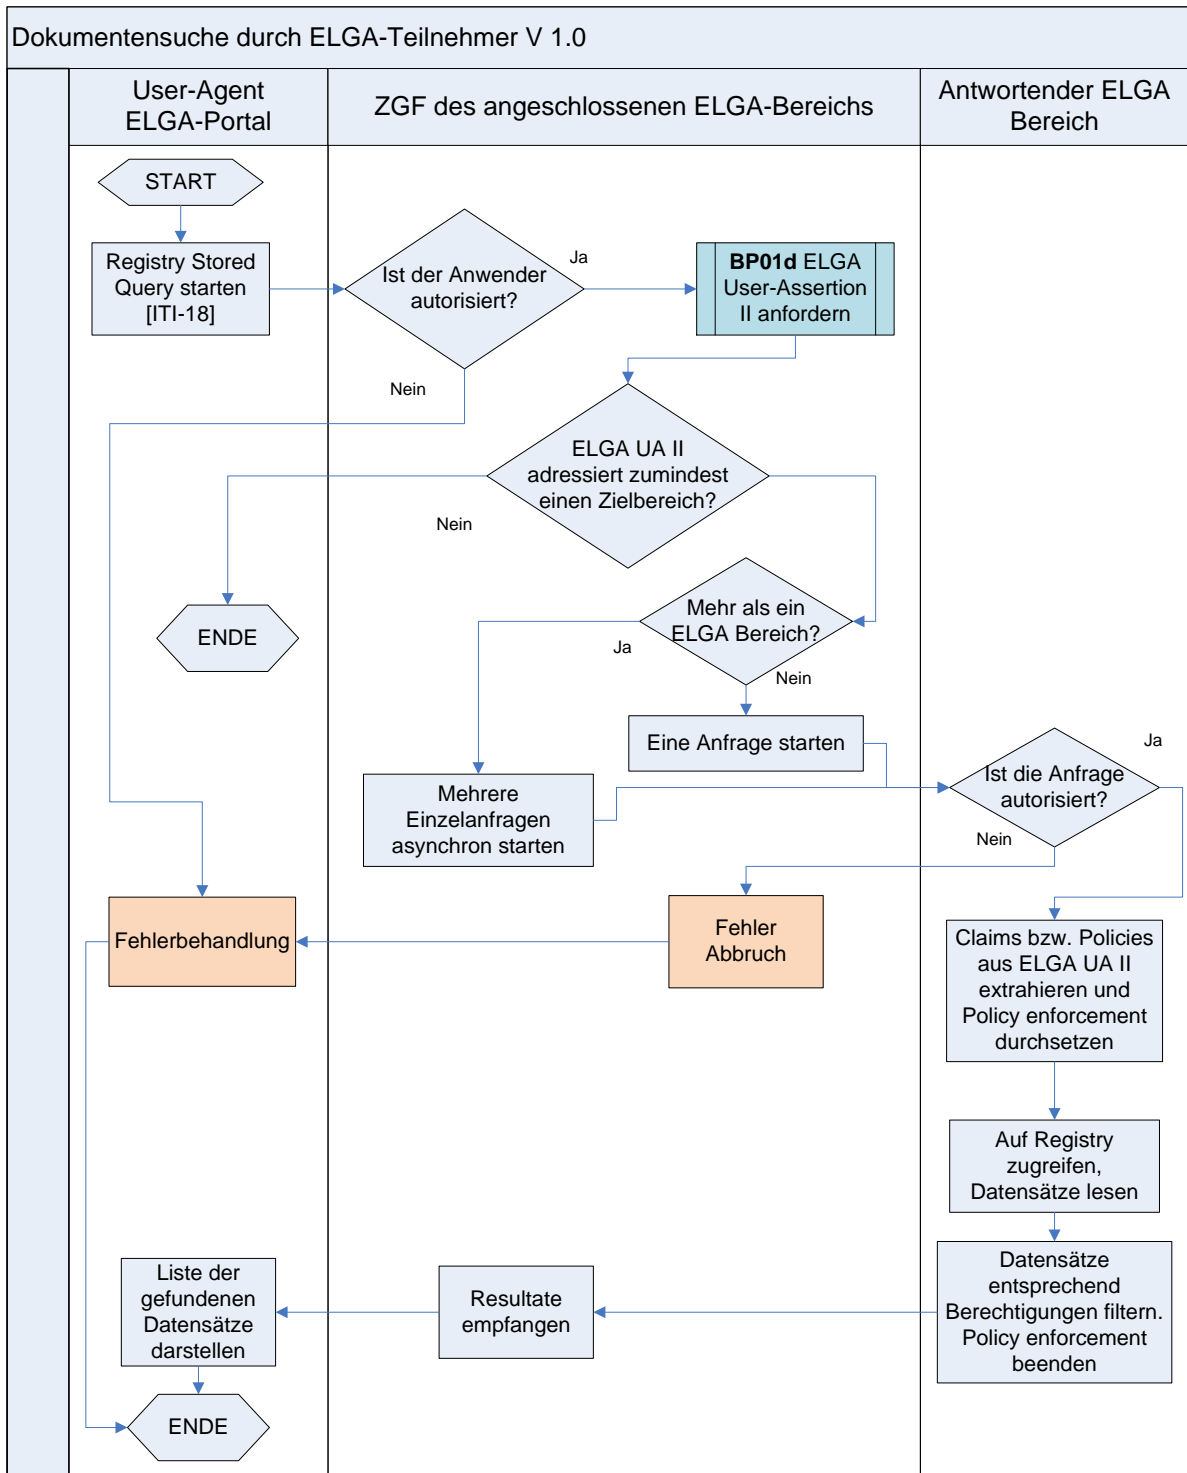 Dokumentensuche durch ELGA-Teilnehmer V 1.0
User-Agent
ELGA-Portal
ZGF des angeschlossenen ELGA-Bereichs
Antwortender ELGA
Bereich
START
Registry Stored
Query starten
[ITI-18]
Ist der Anwender
autorisiert?
Ja
Nein
BP01d ELGA
User-Assertion
II anfordern
ELGA UA II
adressiert zumindest
einen Zielbereich?
Nein
ENDE
Mehr als ein
ELGA Bereich?
Ja
Nein
Eine Anfrage starten
Mehrere
Einzelanfragen
asynchron starten
Ist die Anfrage
autorisiert?
Ja
Nein
Fehlerbehandlung
Fehler
Abbruch
Claims bzw. Policies
aus ELGA UA II
extrahieren und
Policy enforcement
durchsetzen
Auf Registry
zugreifen,
Datensätze lesen
Datensätze
entsprechend
Berechtigungen filtern.
Policy enforcement
beenden
Resultate
empfangen
Liste der
gefundenen
Datensätze
darstellen
ENDE